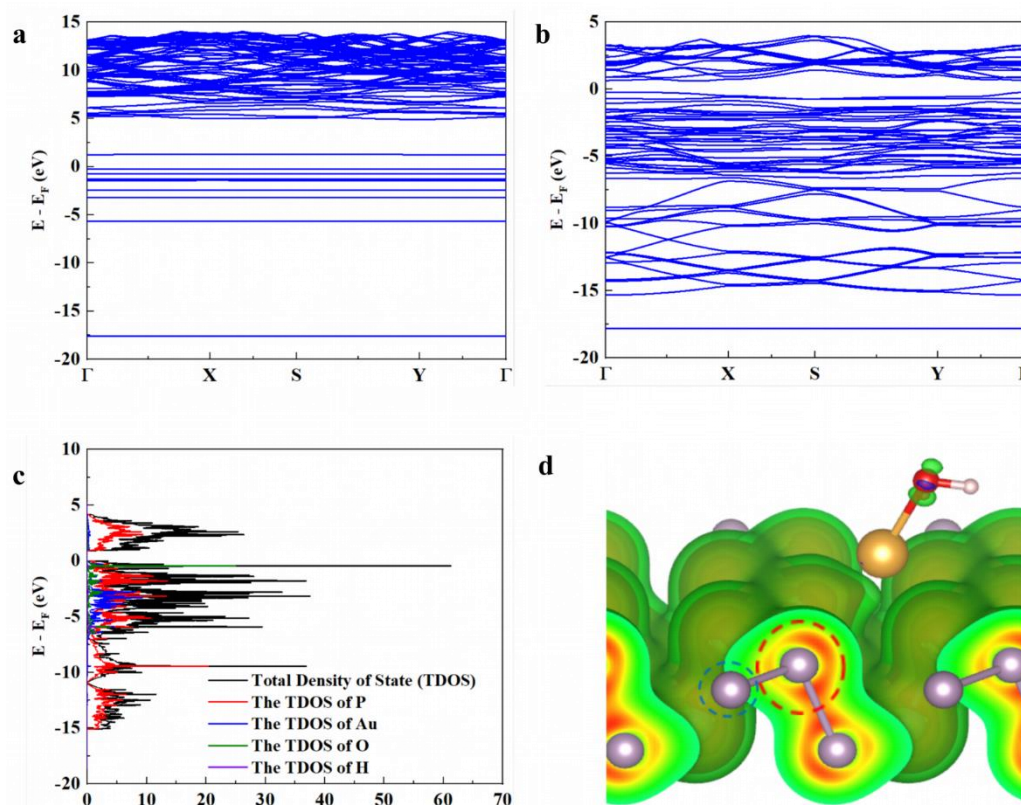 a
E - E_F (eV)
15
10
5
0
-5
-10
-15
-20
Γ X S Y Γ
b
E - E_F (eV)
5
0
-5
-10
-15
-20
Γ X S Y
c
E - E_F (eV)
10
5
0
-5
-10
-15
-20
Total Density of State (TDOS)
The TDOS of P
The TDOS of Au
The TDOS of O
The TDOS of H
0 10 20 30 40 50 60 70
d